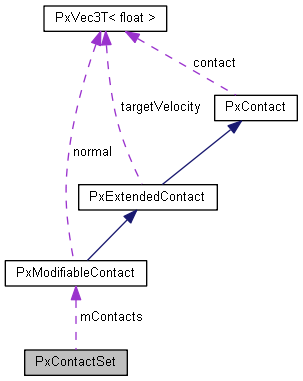 PxVec3T< float >
contact
targetVelocity
PxContact
normal
PxExtendedContact
PxModifiableContact
mContacts
PxContactSet